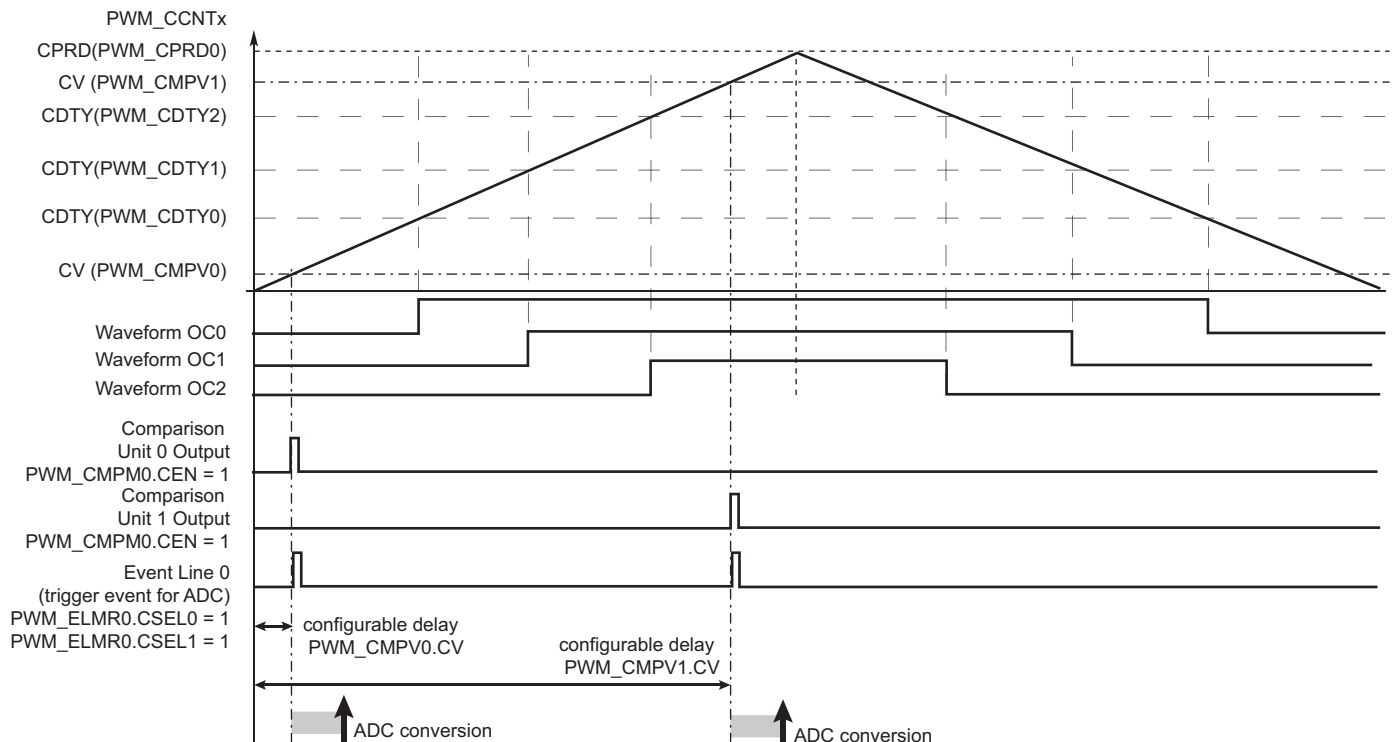 PWM_CCNTx
CPRD(PWM_CPRD0)
CV (PWM_CMPV1)
CDTY(PWM_CDTY2)
CDTY(PWM_CDTY1)
CDTY(PWM_CDTY0)
CV (PWM_CMPV0)
Waveform OC0
Waveform OC1
Waveform OC2
Comparison
Unit 0 Output
PWM_CMPM0.CEN = 1
Comparison
Unit 1 Output
PWM_CMPM0.CEN = 1
Event Line 0
(trigger event for ADC)
PWM_ELMR0.CSEL0 = 1
PWM_ELMR0.CSEL1 = 1
configurable delay
PWM_CMPV0.CV
configurable delay
PWM_CMPV1.CV
ADC conversion
ADC conversion